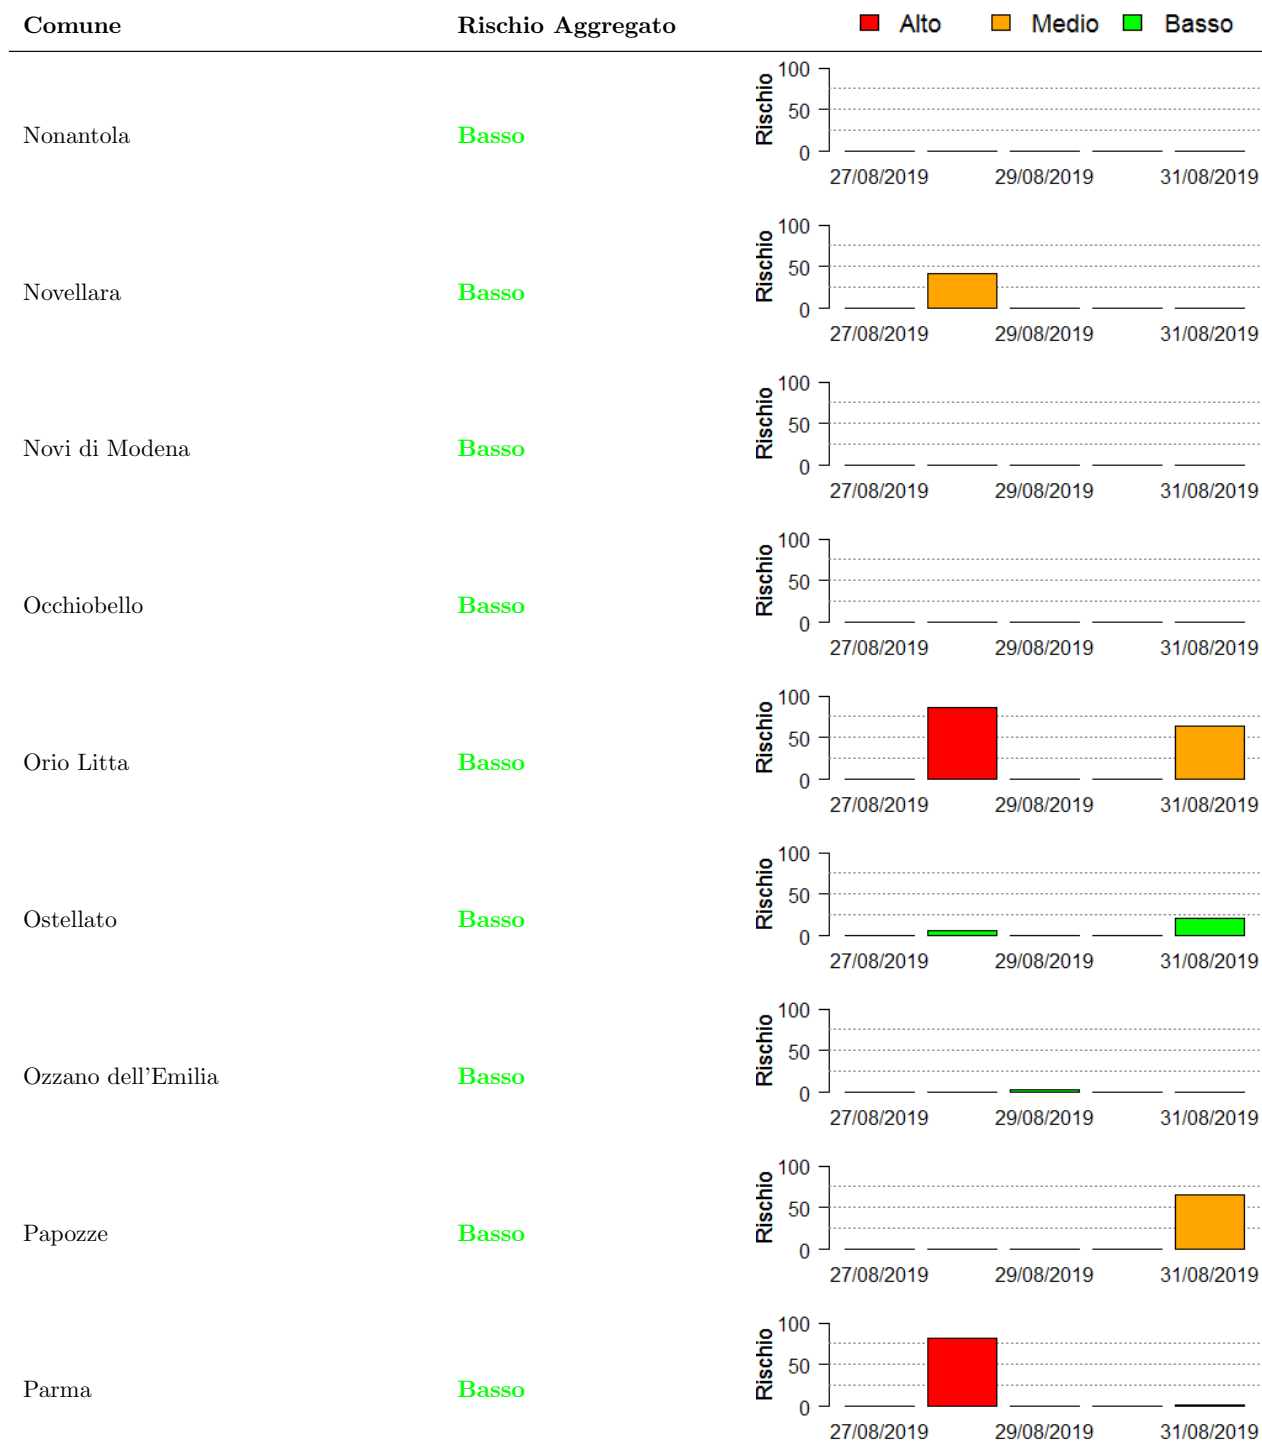 Comune Rischio Aggregato Alto Medio Basso
100
50
0
Rischio
Nonantola Basso
27/08/2019 29/08/2019 31/08/2019
100
50
0
Rischio
Novellara Basso
27/08/2019 29/08/2019 31/08/2019
100
50
0
Rischio
Novi di Modena Basso
27/08/2019 29/08/2019 31/08/2019
100
50
0
Rischio
Occhiobello Basso
27/08/2019 29/08/2019 31/08/2019
100
50
0
Rischio
Orio Litta Basso
27/08/2019 29/08/2019 31/08/2019
100
50
0
Rischio
Ostellato Basso
27/08/2019 29/08/2019 31/08/2019
100
50
0
Rischio
Ozzano dell'Emilia Basso
27/08/2019 29/08/2019 31/08/2019
100
50
0
Rischio
Papozze Basso
27/08/2019 29/08/2019 31/08/2019
100
50
0
Rischio
Parma Basso
27/08/2019 29/08/2019 31/08/2019